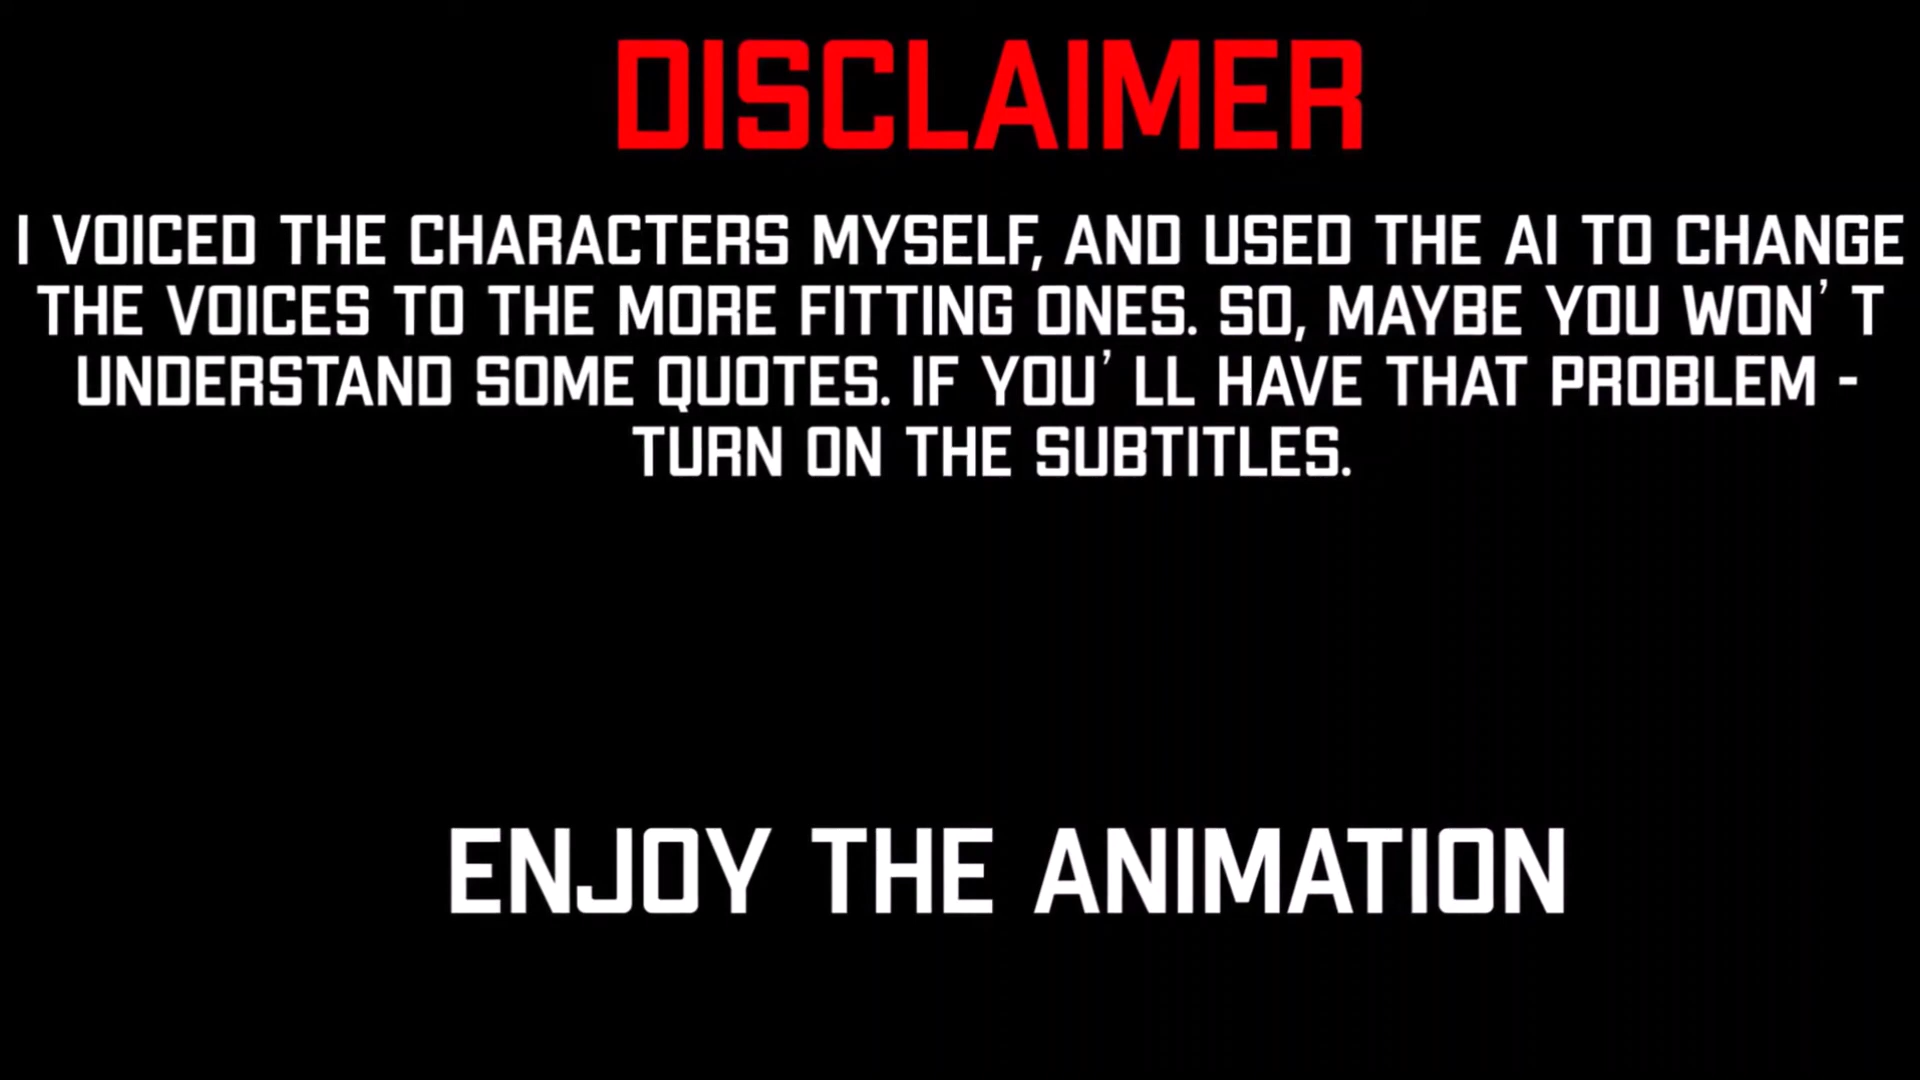 DISCLAIMER
I VOICED THE CHARACTERS MYSELF, AND USED THE AI TO CHANGE
THE VOICES TO THE MORE FITTING ONES. SO, MAYBE YOU WON'T
UNDERSTAND SOME QUOTES. IF YOU'LL HAVE THAT PROBLEM -
TURN ON THE SUBTITLES.
ENJOY THE ANIMATION